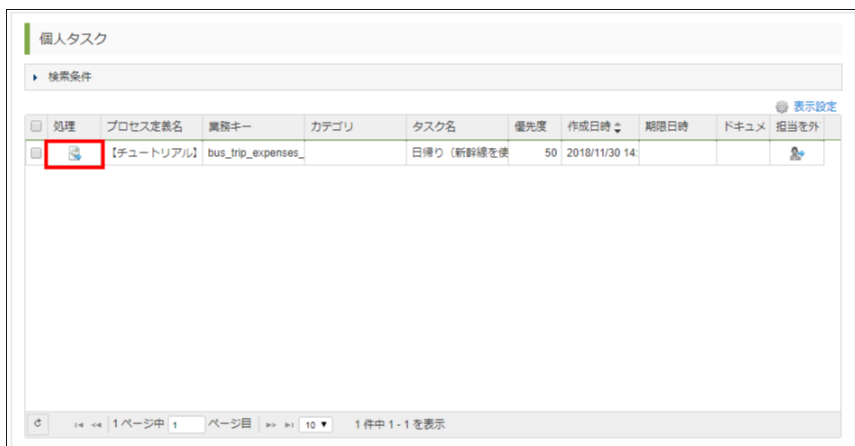 個人タスク
検索条件
表示設定
処理 プロセス定義名 業務キー カテゴリ タスク名 優先度 作成日時 期限日時 ドキュメ 担当を外
【チュートリアル】 bus_trip_expenses_ 日帰り（新幹線を使 50 2018/11/30 14:
1 ページ中 1 ページ目 10 1 件中 1 - 1 を表示